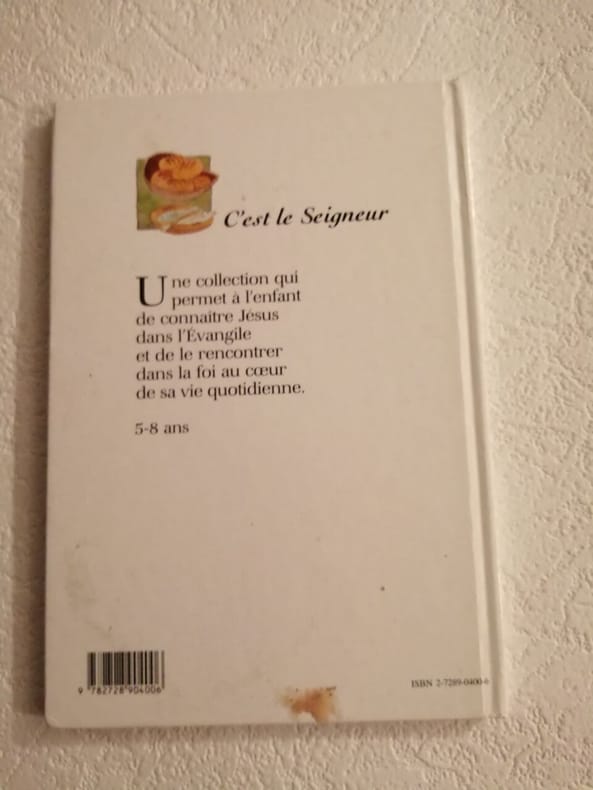 C'est le Seigneur
Une collection qui
permet à l'enfant
de connaître Jésus
dans l'Évangile
et de le rencontrer
dans la foi au cœur
de sa vie quotidienne.
5-8 ans
9 782728 904006
ISBN 2-7289-0400-6